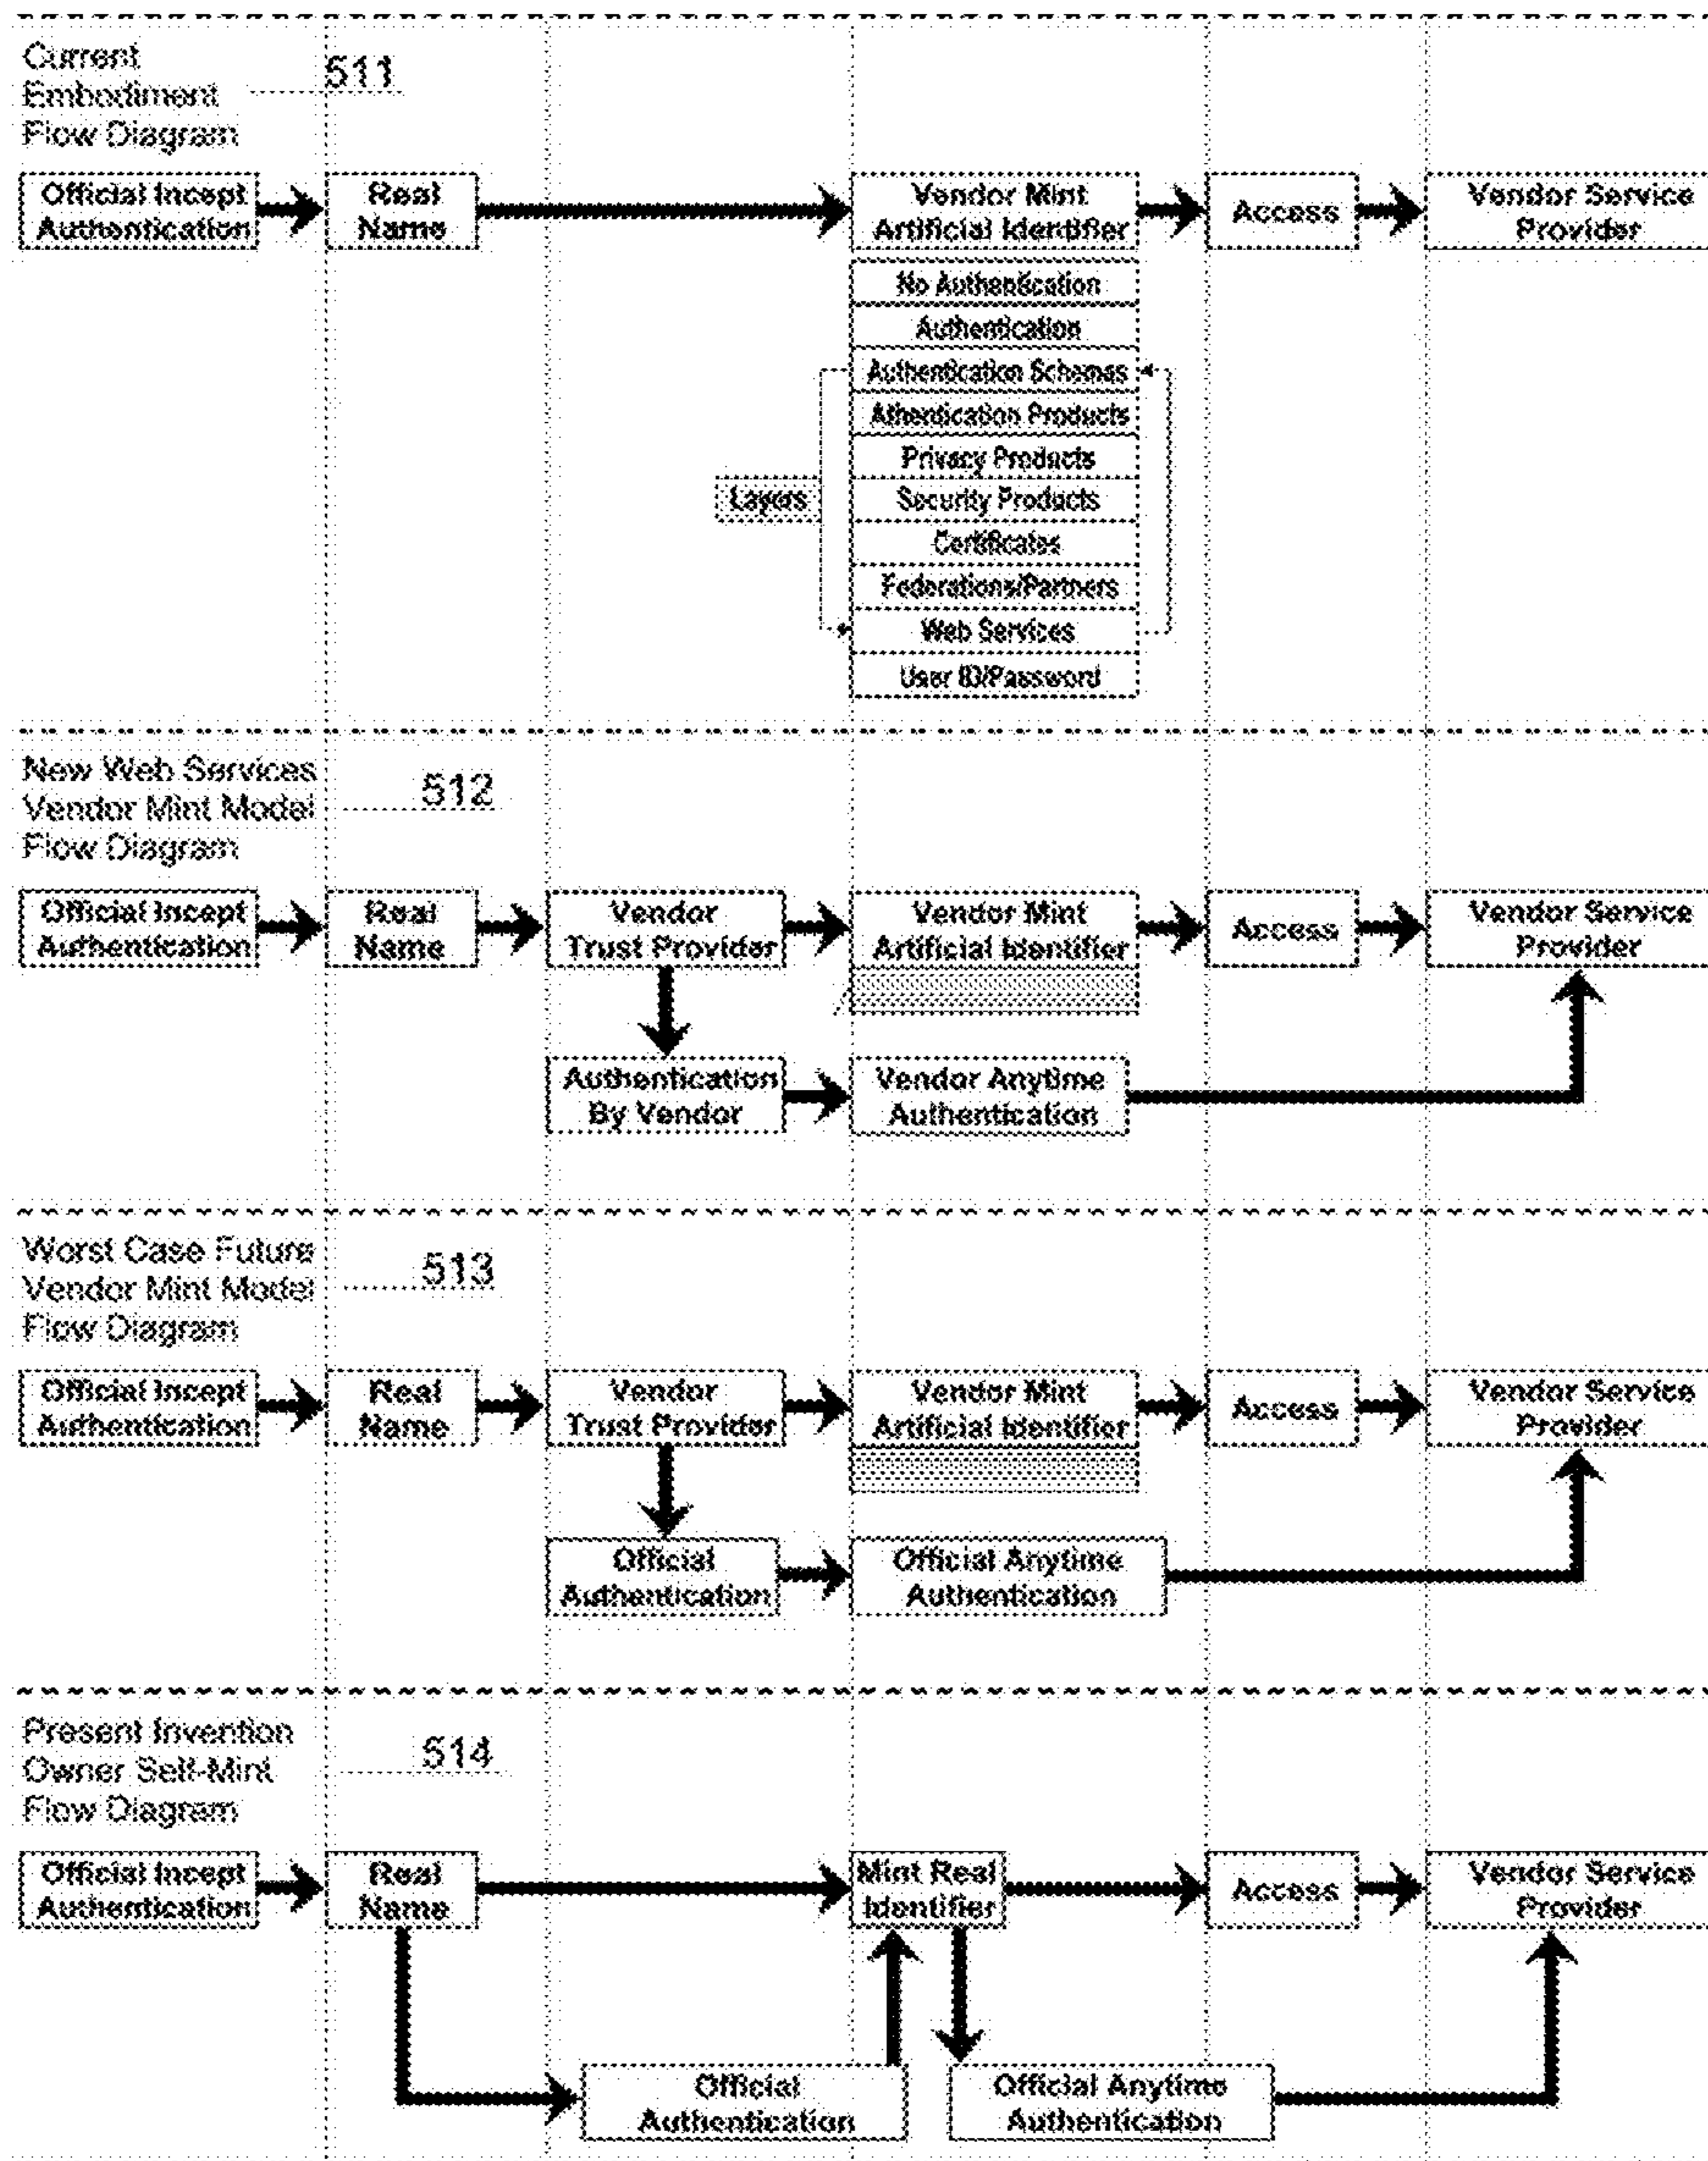 Current
Embodiment
Flow Diagram
511
Official Incept
Authentication
Real
Name
Vendor Mint
Artificial Identifier
Access
Vendor Service
Provider
No Authentication
Authentication
Authentication Schemas
Athentication Products
Privacy Products
Security Products
Certificates
Federations/Partners
Web Services
User ID/Password
Layers
New Web Services
Vendor Mint Model
Flow Diagram
512
Official Incept
Authentication
Real
Name
Vendor
Trust Provider
Vendor Mint
Artificial Identifier
Access
Vendor Service
Provider
Authentication
By Vendor
Vendor Anytime
Authentication
Worst Case Future
Vendor Mint Model
Flow Diagram
513
Official Incept
Authentication
Real
Name
Vendor
Trust Provider
Vendor Mint
Artificial Identifier
Access
Vendor Service
Provider
Official
Authentication
Official Anytime
Authentication
Present Invention
Owner Self-Mint
Flow Diagram
514
Official Incept
Authentication
Real
Name
Mint Real
Identifier
Access
Vendor Service
Provider
Official
Authentication
Official Anytime
Authentication